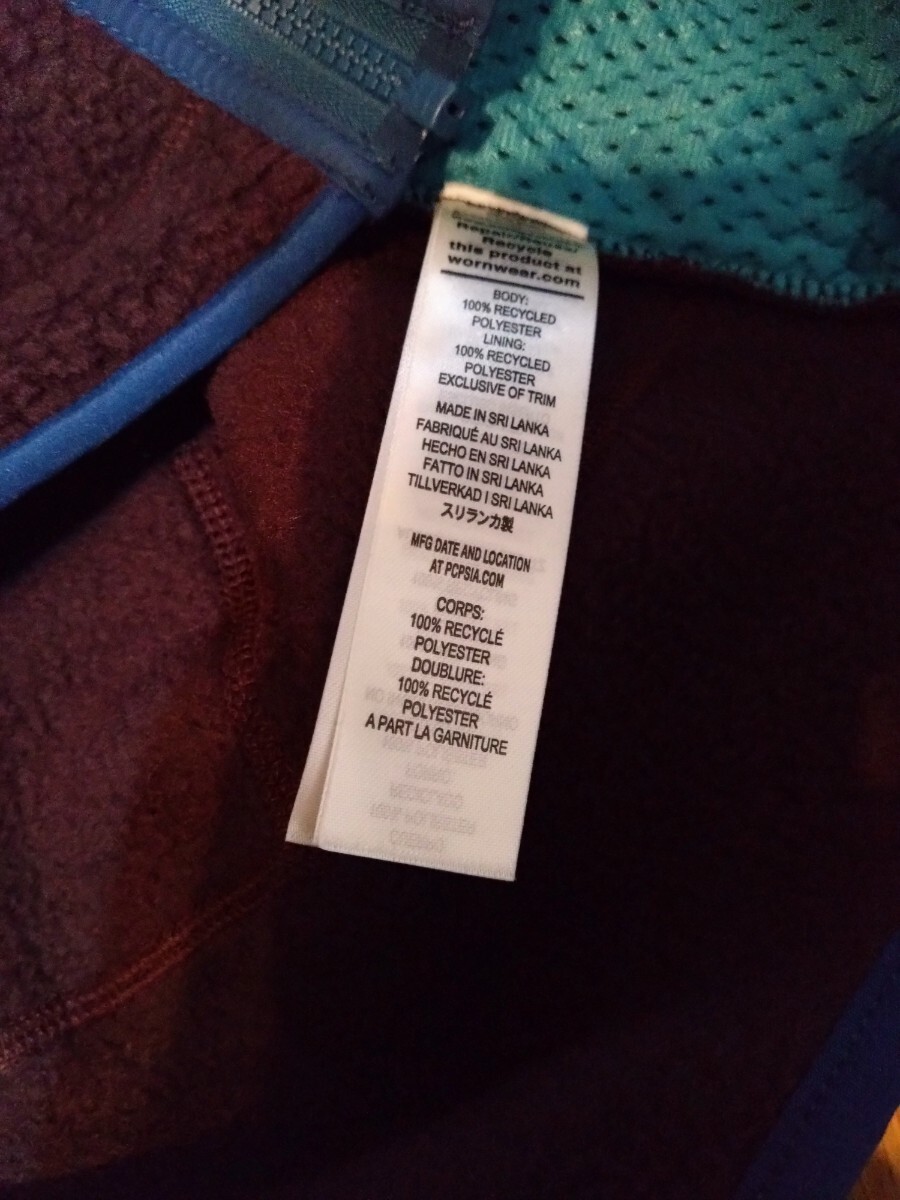 Repair/Reuse/
Recycle
this product at
wornwear.com
BODY:
100% RECYCLED
POLYESTER
LINING:
100% RECYCLED
POLYESTER
EXCLUSIVE OF TRIM
MADE IN SRI LANKA
FABRIQUÉ AU SRI LANKA
HECHO EN SRI LANKA
FATTO IN SRI LANKA
TILLVERKAD I SRI LANKA
スリランカ製
MFG DATE AND LOCATION
AT PCPSIA.COM
CORPS:
100% RECYCLÉ
POLYESTER
DOUBLURE:
100% RECYCLÉ
POLYESTER
A PART LA GARNITURE